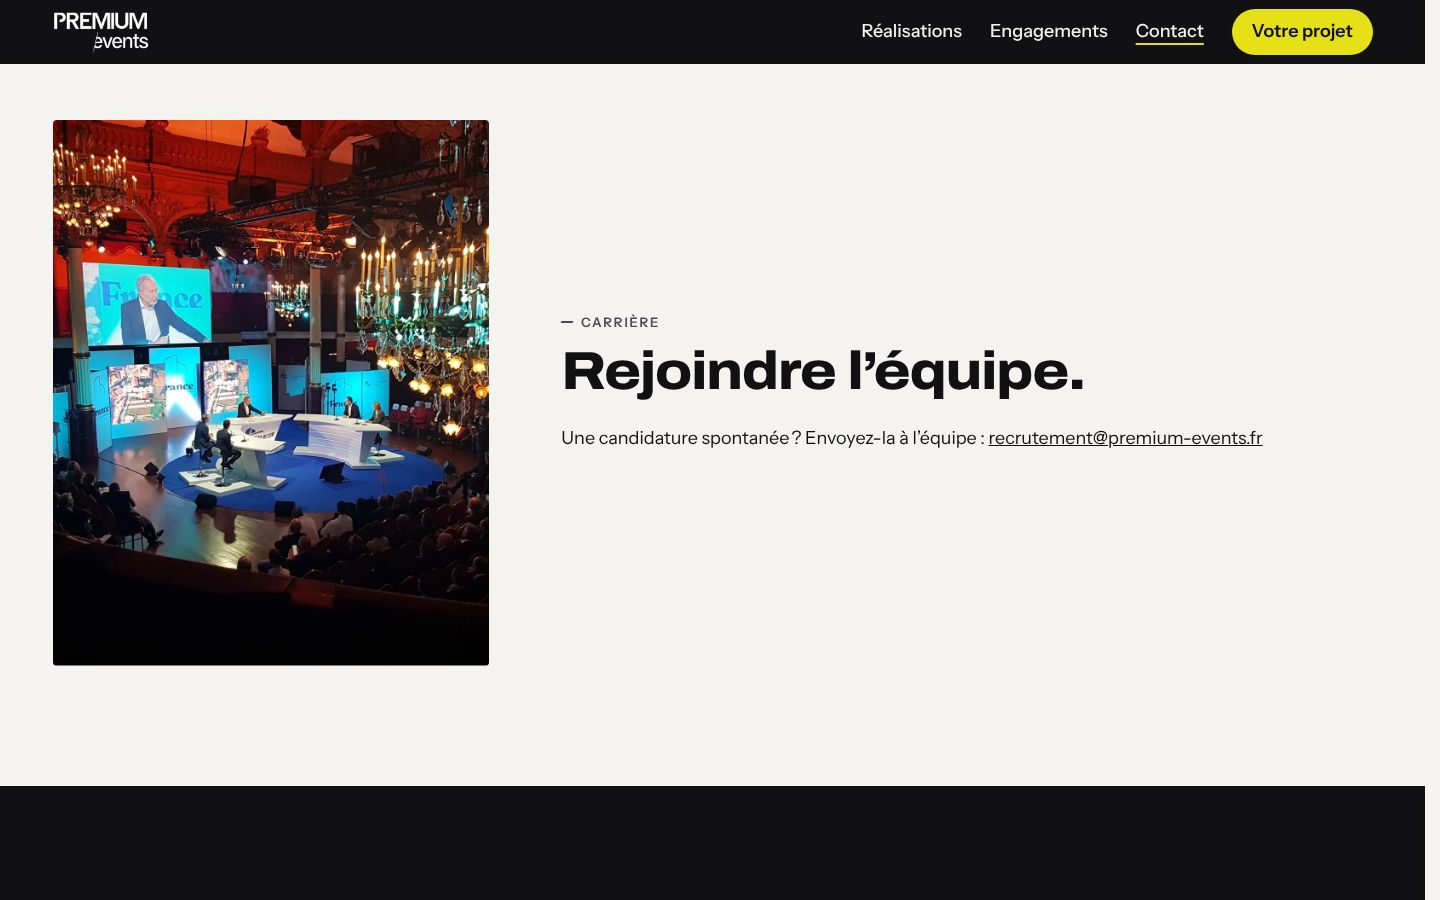 PREMIUM
events
Réalisations
Engagements
Contact
Votre projet
France
CARRIÈRE
Rejoindre l’équipe.
Une candidature spontanée ? Envoyez-la à l’équipe : recrutement@premium-events.fr